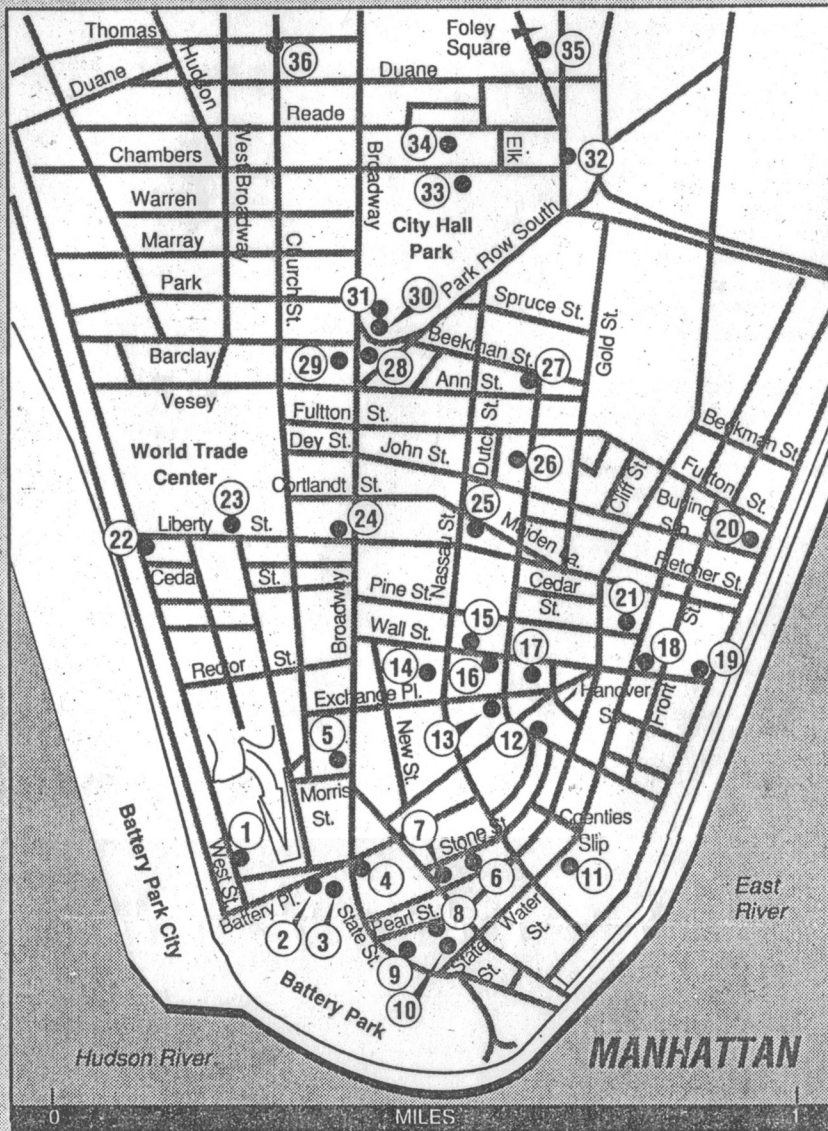 Thomas
Hudson
Foley
Square
35
36
Duane
Duane
Reade
34
Elk
Chambers
32
West Broadway
Broadway
33
Warren
City Hall
Park
Marray
Church St.
Park Row South
Park
31
30
Spruce St.
Gold St.
Barclay
29
28
Beekman St.
27
Ann St.
Vesey
Fultton St.
Dey St.
John St.
Dutch St.
26
Cliff St.
Beekman St.
Fulton St.
World Trade
Center
Cortlandt St.
Burling
Slip
20
23
24
25
Maiden La.
22
Liberty St.
Nassau St.
Fletcher St.
Cedar St.
Broadway
Pine St.
Cedar
St.
21
15
Wall St.
17
18
19
14
16
Rector St.
Hanover
S
Front St.
Exchange Pl.
13
12
5
New St.
Morris
St.
Coenties
Slip
1
7
Stone St.
West St.
4
6
11
Battery Park City
Battery Pl.
East
River
2
3
State St.
Pearl St.
8
Water St.
9
State
St.
10
Battery Park
MANHATTAN
Hudson River
0
MILES
1